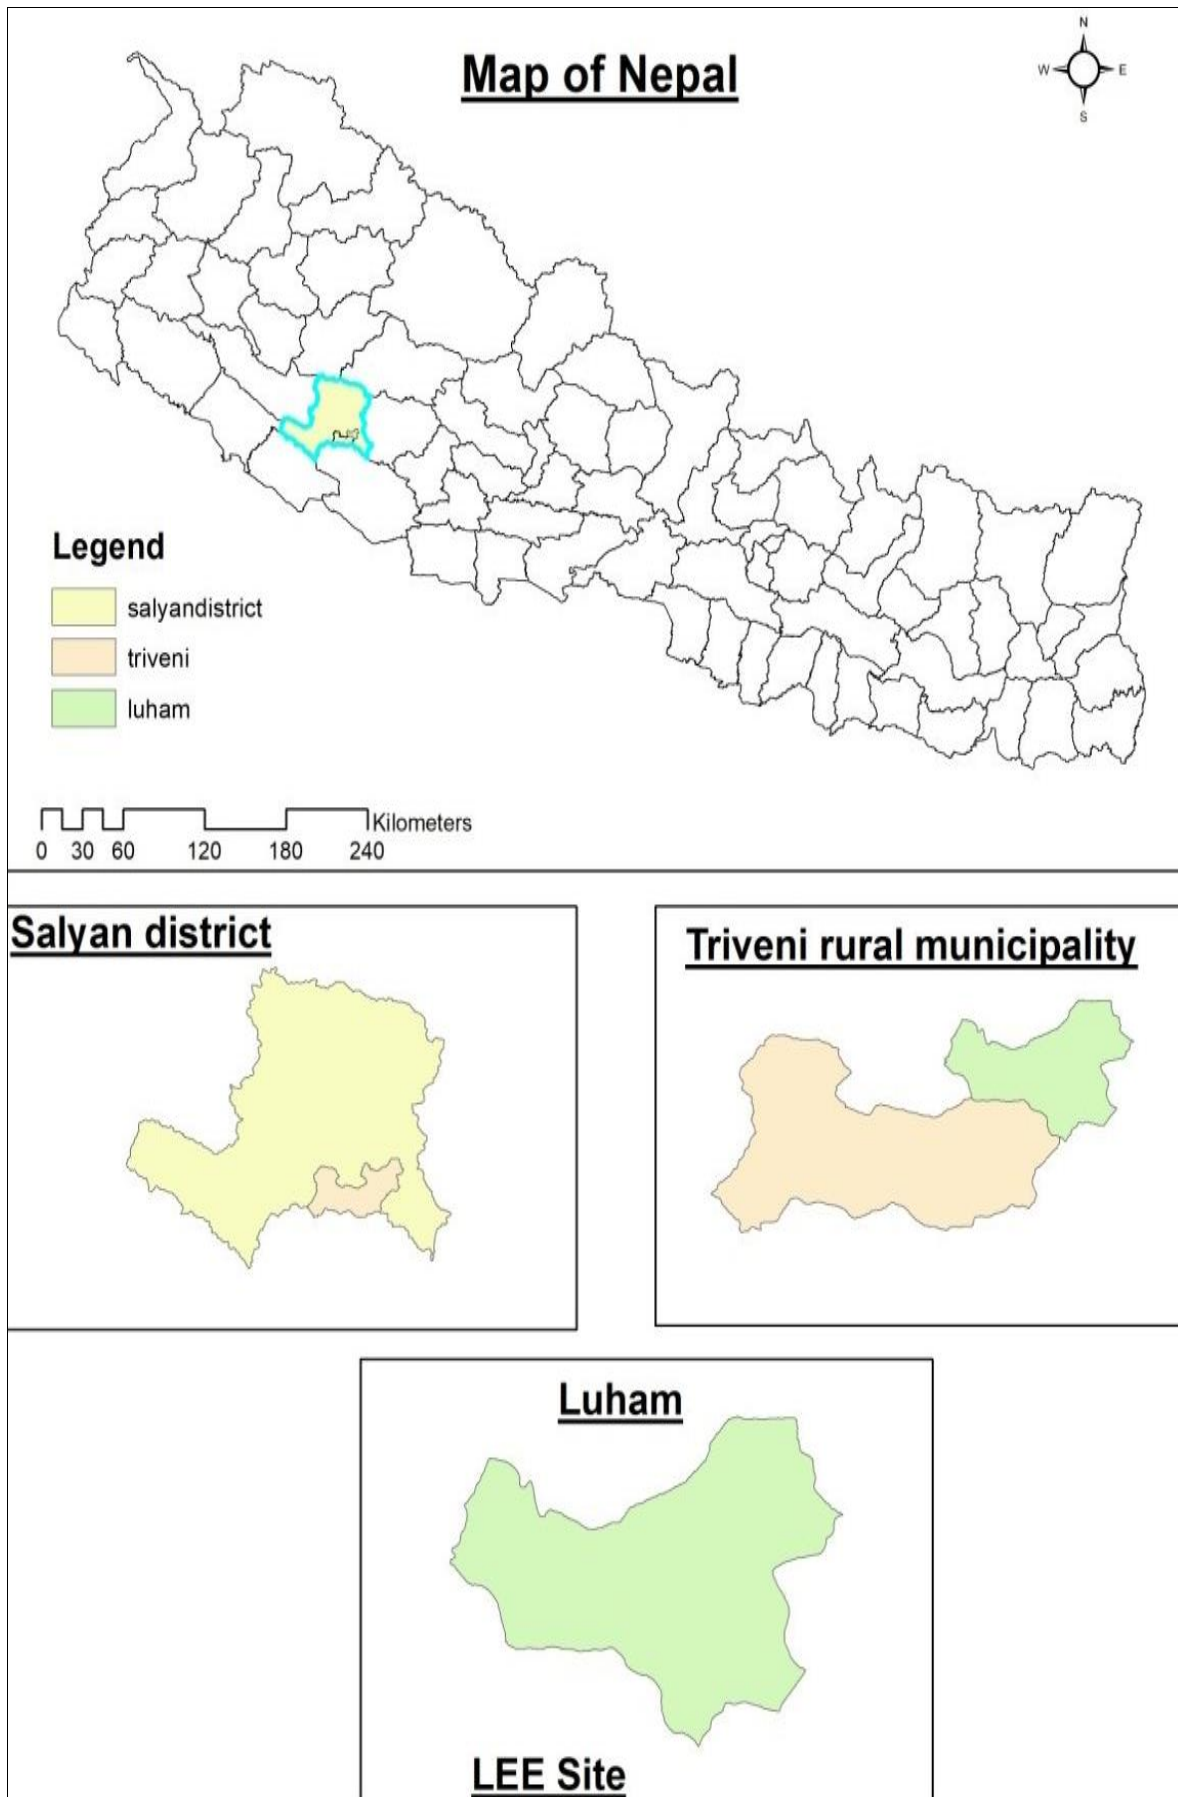 Map of Nepal
N
W E
S
Legend
salyandistrict
triveni
luham
Kilometers
0 30 60 120 180 240
Salyan district
Triveni rural municipality
Luham
LEE Site